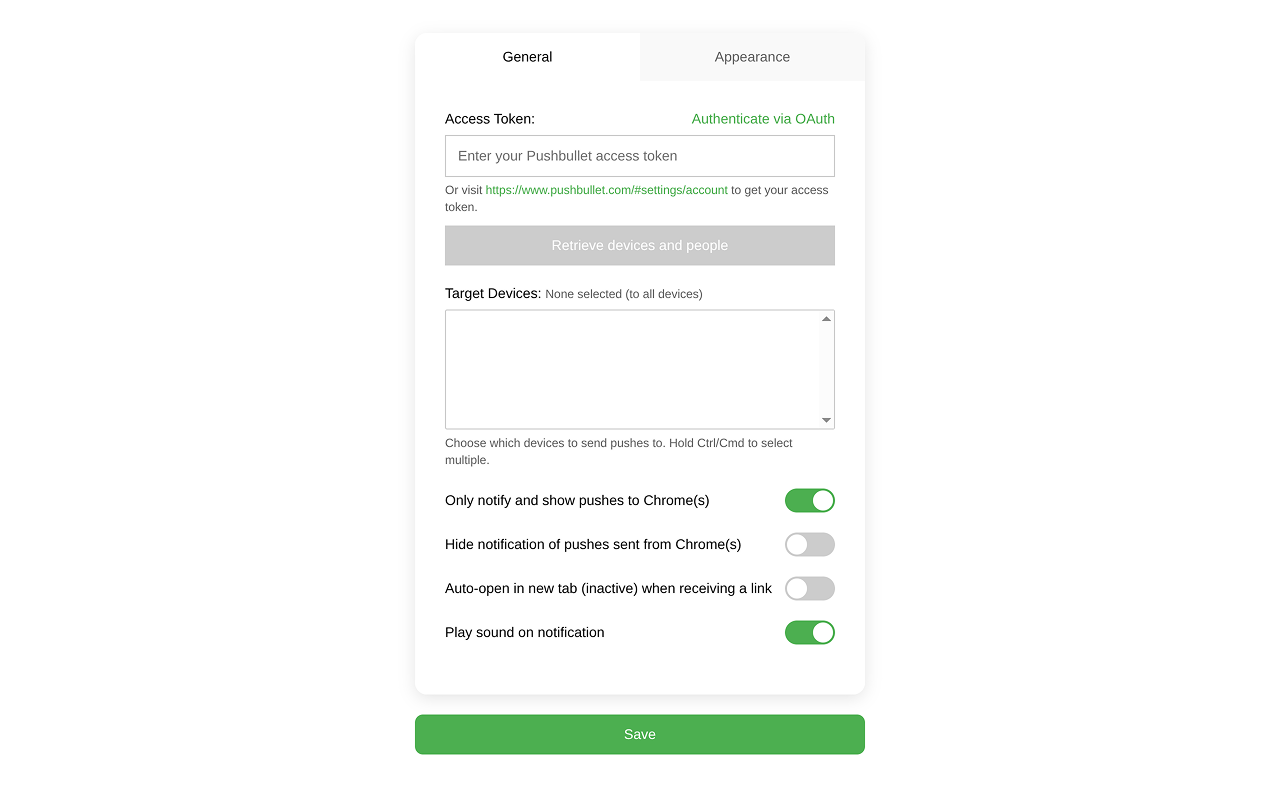 General
Appearance
Access Token:
Authenticate via OAuth
Enter your Pushbullet access token
Or visit https://www.pushbullet.com/#settings/account to get your access
token.
Retrieve devices and people
Target Devices: None selected (to all devices)
Choose which devices to send pushes to. Hold Ctrl/Cmd to select
multiple.
Only notify and show pushes to Chrome(s)
Hide notification of pushes sent from Chrome(s)
Auto-open in new tab (inactive) when receiving a link
Play sound on notification
Save